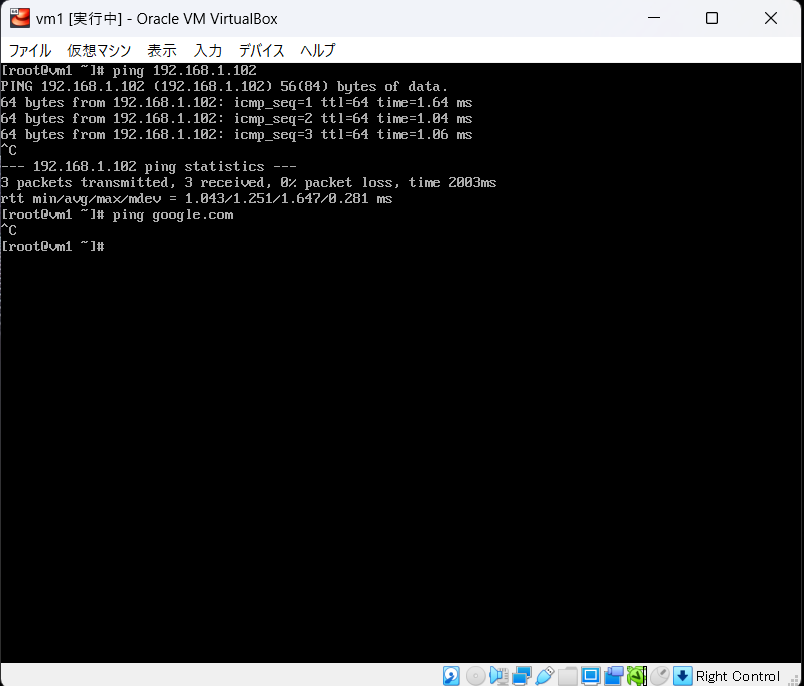 vm1 [実行中] - Oracle VM VirtualBox
ファイル 仮想マシン 表示 入力 デバイス ヘルプ
[root@vm1 ~]# ping 192.168.1.102
PING 192.168.1.102 (192.168.1.102) 56(84) bytes of data.
64 bytes from 192.168.1.102: icmp_seq=1 ttl=64 time=1.64 ms
64 bytes from 192.168.1.102: icmp_seq=2 ttl=64 time=1.04 ms
64 bytes from 192.168.1.102: icmp_seq=3 ttl=64 time=1.06 ms
^C
--- 192.168.1.102 ping statistics ---
3 packets transmitted, 3 received, 0% packet loss, time 2003ms
rtt min/avg/max/mdev = 1.043/1.251/1.647/0.281 ms
[root@vm1 ~]# ping google.com
^C
[root@vm1 ~]#
Right Control